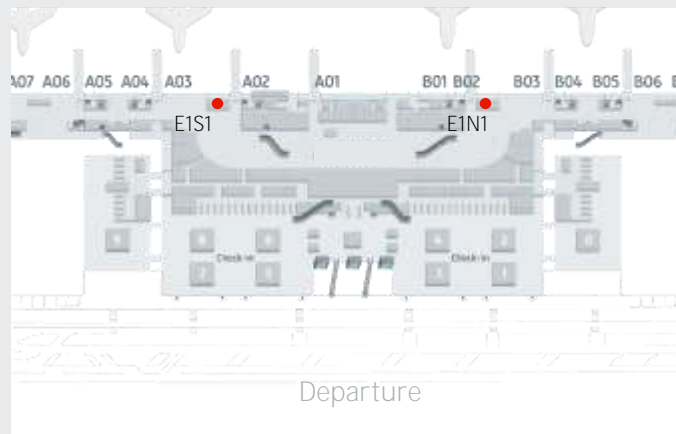 A07 A06 A05 A04 A03 A02 A01 B01 B02 B03 B04 B05 B06
E1S1 E1N1
Check-in Check-in
Departure